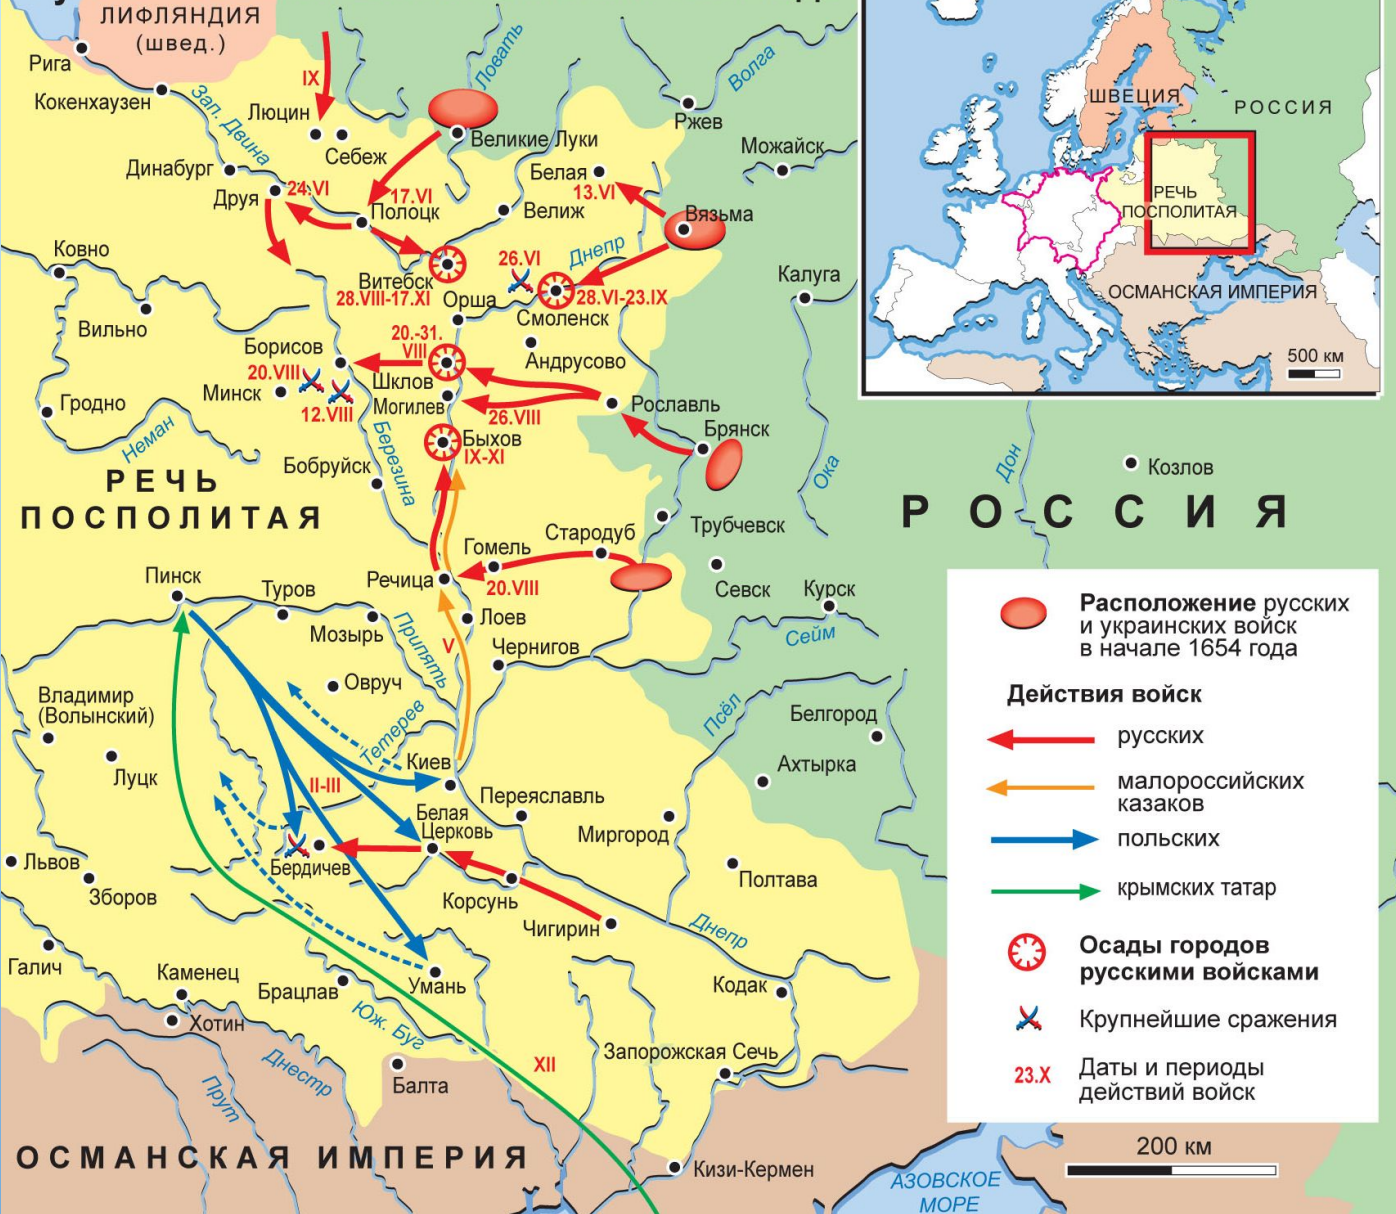 ЛИФЛЯНДИЯ
(швед.)
Рига
Кокенхаузен
Зап. Двина
IX
Люцин
Себеж
Ловать
Великие Луки
Волга
Ржев
Можайск
Динабург
Друя
24.VI
17.VI
Полоцк
Белая
13.VI
Велиж
Вязьма
Днепр
Ковно
Вильно
Витебск
28.VIII-17.XI
Орша
26.VI
28.VI-23.IX
Смоленск
Андрусово
Калуга
Борисов
20.VIII
Минск
12.VIII
20.-31.
VIII
Шклов
Могилев
26.VIII
Рославль
Брянск
Гродно
Неман
Березина
Быхов
IX-XI
Бобруйск
Ока
Дон
Козлов
РЕЧЬ
ПОСПОЛИТАЯ
РОССИЯ
Трубчевск
Стародуб
Гомель
20.VIII
Речица
Севск
Курск
Сейм
Пинск
Туров
Мозырь
Припять
Лоев
V
Чернигов
Овруч
Владимир
(Волынский)
Луцк
Тетерев
Киев
Псёл
Белгород
Ахтырка
II-III
Белая
Церковь
Переяславль
Миргород
Бердичев
Львов
Зборов
Корсунь
Чигирин
Полтава
Днепр
Галич
Каменец
Хотин
Брацлав
Умань
Кодак
Юж. Буг
Днестр
Прут
Балта
XII
Запорожская Сечь
Кизи-Кермен
ОСМАНСКАЯ ИМПЕРИЯ
АЗОВСКОЕ
МОРЕ
ШВЕЦИЯ
РОССИЯ
РЕЧЬ
ПОСПОЛИТАЯ
ОСМАНСКАЯ ИМПЕРИЯ
500 км
Расположение русских
и украинских войск
в начале 1654 года
Действия войск
русских
малороссийских
казаков
польских
крымских татар
Осады городов
русскими войсками
Крупнейшие сражения
23.X
Даты и периоды
действий войск
200 км